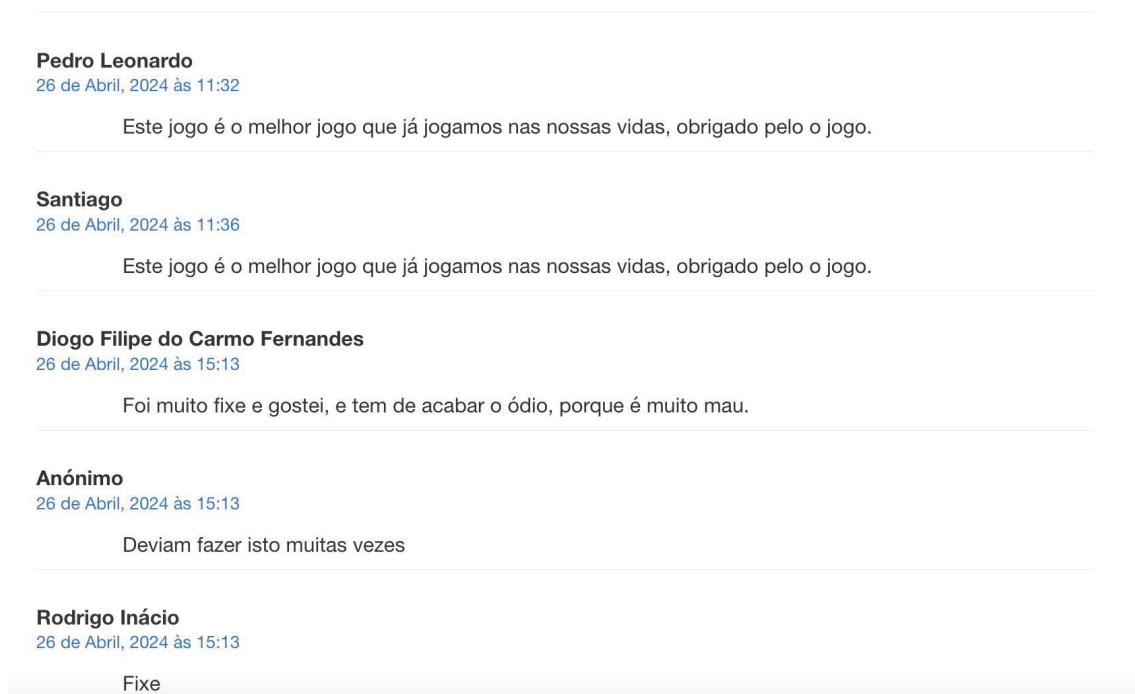 Pedro Leonardo
26 de Abril, 2024 às 11:32
Este jogo é o melhor jogo que já jogamos nas nossas vidas, obrigado pelo o jogo.
Santiago
26 de Abril, 2024 às 11:36
Este jogo é o melhor jogo que já jogamos nas nossas vidas, obrigado pelo o jogo.
Diogo Filipe do Carmo Fernandes
26 de Abril, 2024 às 15:13
Foi muito fixe e gostei, e tem de acabar o ódio, porque é muito mau.
Anónimo
26 de Abril, 2024 às 15:13
Deviam fazer isto muitas vezes
Rodrigo Inácio
26 de Abril, 2024 às 15:13
Fixe